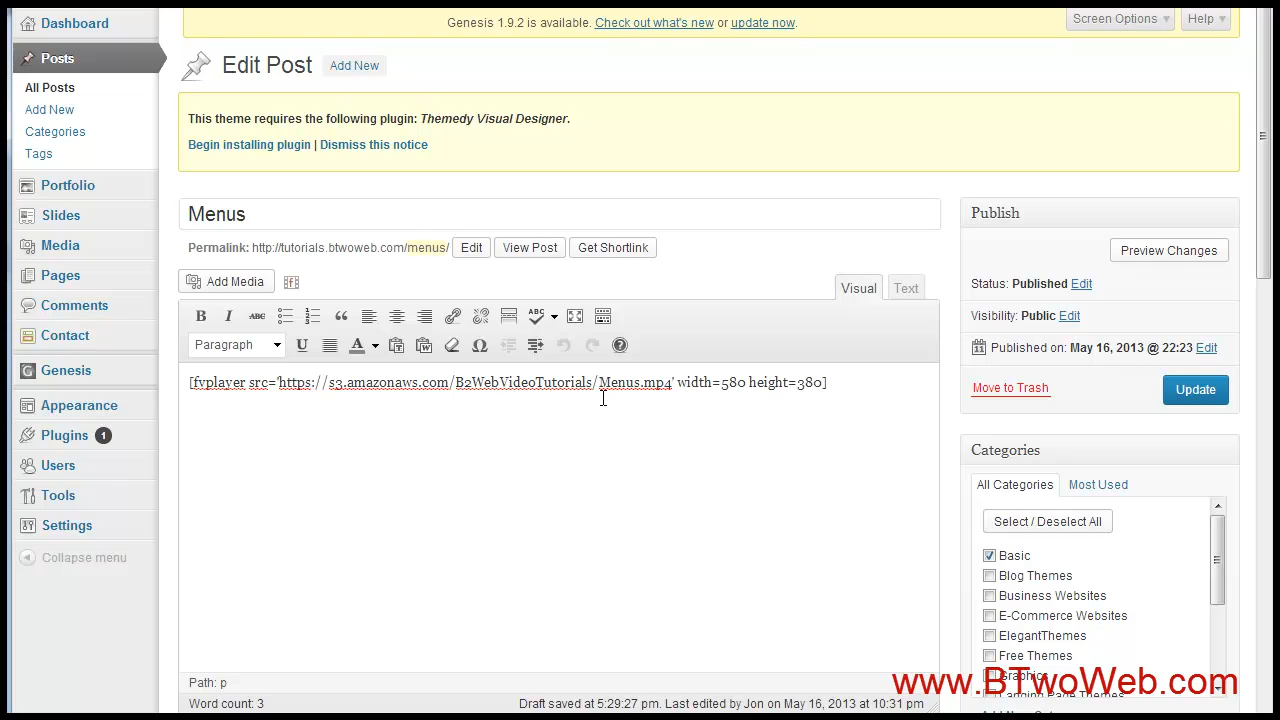 Dashboard
Genesis 1.9.2 is available. Check out what's new or update now.
Screen Options
Help
Posts
Edit Post
Add New
All Posts
Add New
Categories
Tags
This theme requires the following plugin: Themedy Visual Designer.
Begin installing plugin | Dismiss this notice
Portfolio
Slides
Media
Pages
Comments
Contact
Genesis
Appearance
Plugins 1
Users
Tools
Settings
Collapse menu
Menus
Permalink: http://tutorials.btwoweb.com/menus/ Edit View Post Get Shortlink
Add Media
Visual
Text
B I ABC ABC
Paragraph U A
[fvplayer src='https://s3.amazonaws.com/B2WebVideoTutorials/Menus.mp4' width=580 height=380]
Path: p
Word count: 3
Draft saved at 5:29:27 pm. Last edited by Jon on May 16, 2013 at 10:31 pm
Publish
Preview Changes
Status: Published Edit
Visibility: Public Edit
Published on: May 16, 2013 @ 22:23 Edit
Move to Trash
Update
Categories
All Categories
Most Used
Select / Deselect All
Basic
Blog Themes
Business Websites
E-Commerce Websites
ElegantThemes
Free Themes
Graphics
Landing Page Themes
www.BTwoWeb.com